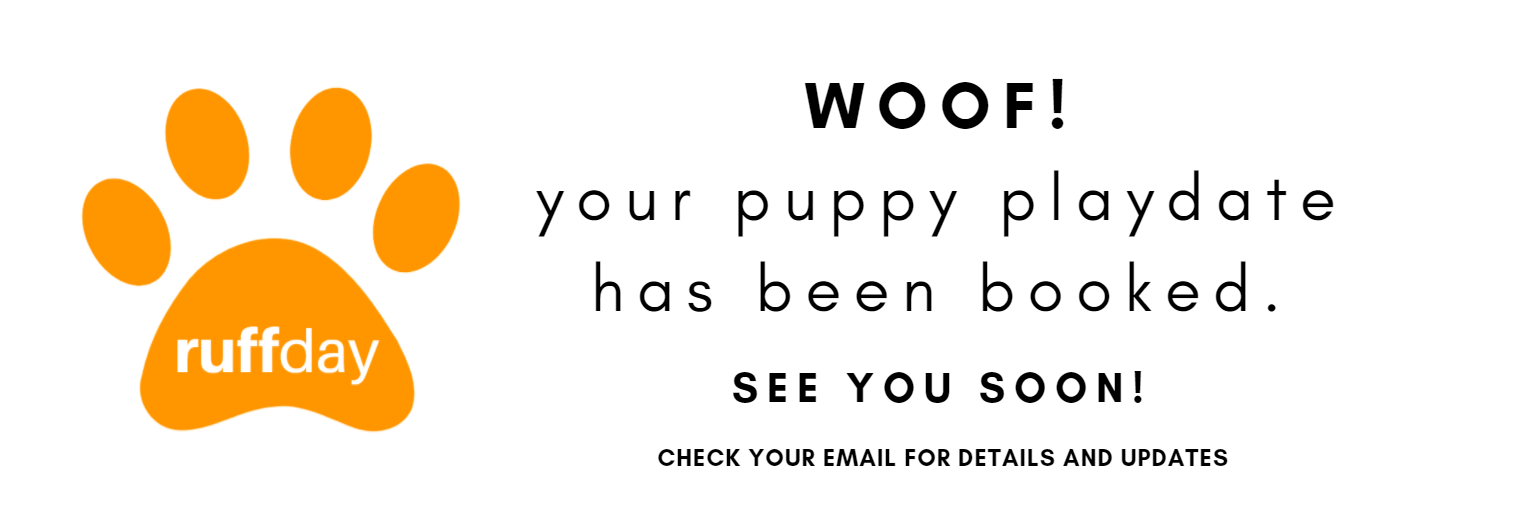 ruffday
WOOF!
your puppy playdate
has been booked.
SEE YOU SOON!
CHECK YOUR EMAIL FOR DETAILS AND UPDATES